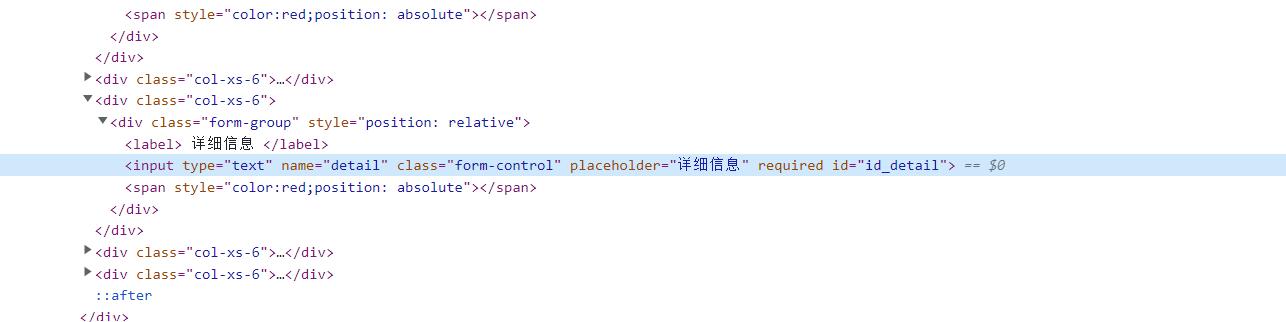 <span style="color:red;position: absolute"></span>
</div>
</div>
<div class="col-xs-6">…</div>
<div class="col-xs-6">
<div class="form-group" style="position: relative">
<label> 详细信息 </label>
<input type="text" name="detail" class="form-control" placeholder="详细信息" required id="id_detail"> == $0
<span style="color:red;position: absolute"></span>
</div>
</div>
<div class="col-xs-6">…</div>
<div class="col-xs-6">…</div>
::after
</div>